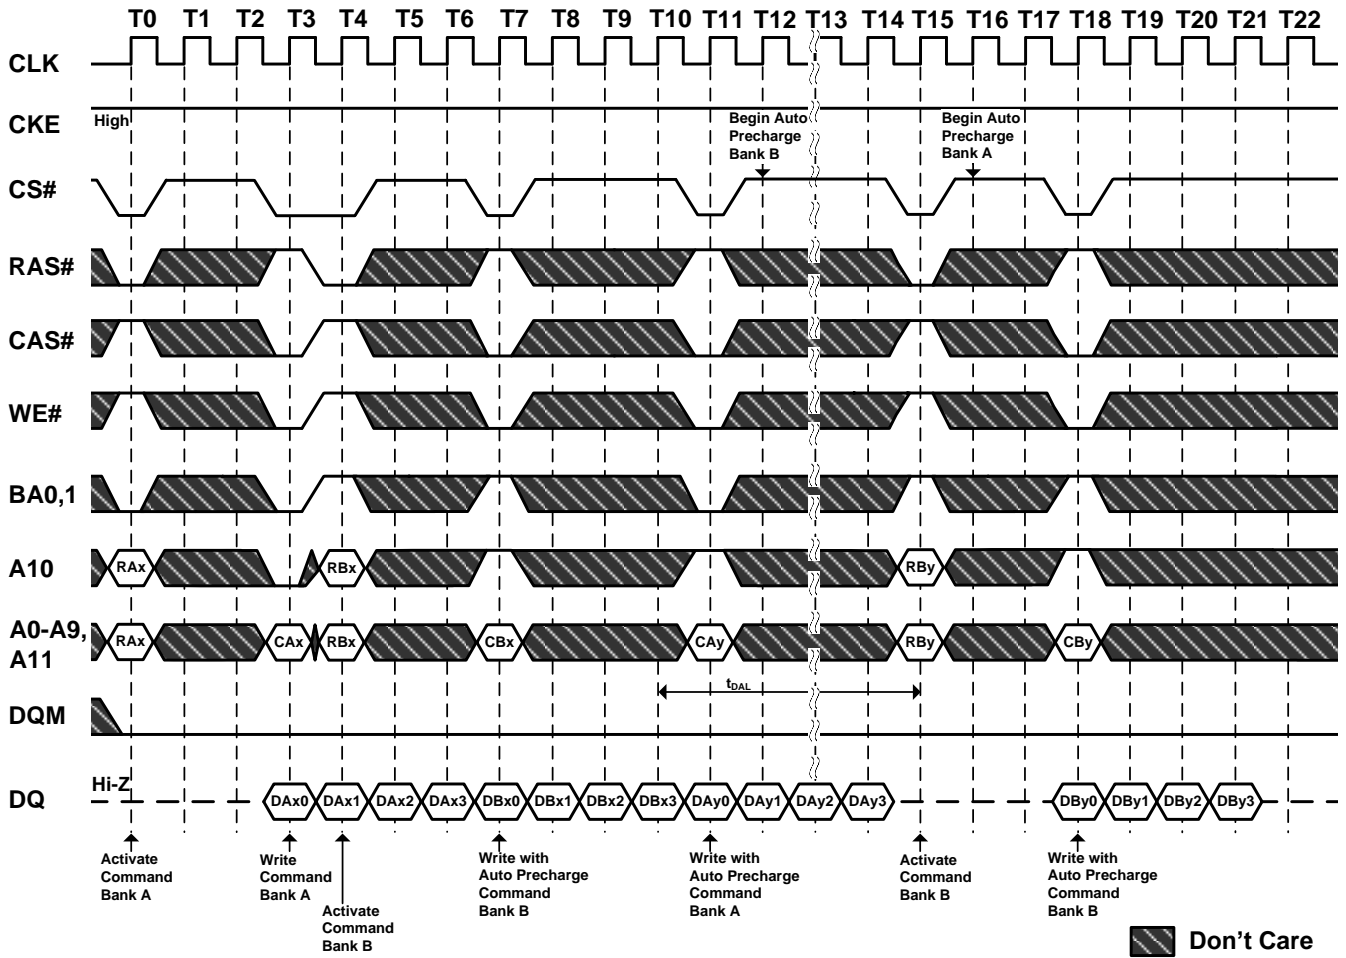 T0 T1 T2 T3 T4 T5 T6 T7 T8 T9 T10 T11 T12 T13 T14 T15 T16 T17 T18 T19 T20 T21 T22
CLK
CKE
High
Begin Auto
Precharge
Bank B
Begin Auto
Precharge
Bank A
CS#
RAS#
CAS#
WE#
BA0,1
A10
RAx RBx RBy
A0-A9,
A11
RAx CAx RBx CBx CAy RBy CBy
tDAL
DQM
DQ
Hi-Z
DAx0 DAx1 DAx2 DAx3 DBx0 DBx1 DBx2 DBx3 DAy0 DAy1 DAy2 DAy3 DBy0 DBy1 DBy2 DBy3
Activate
Command
Bank A
Write
Command
Bank A
Activate
Command
Bank B
Write with
Auto Precharge
Command
Bank B
Write with
Auto Precharge
Command
Bank A
Activate
Command
Bank B
Write with
Auto Precharge
Command
Bank B
Don't Care